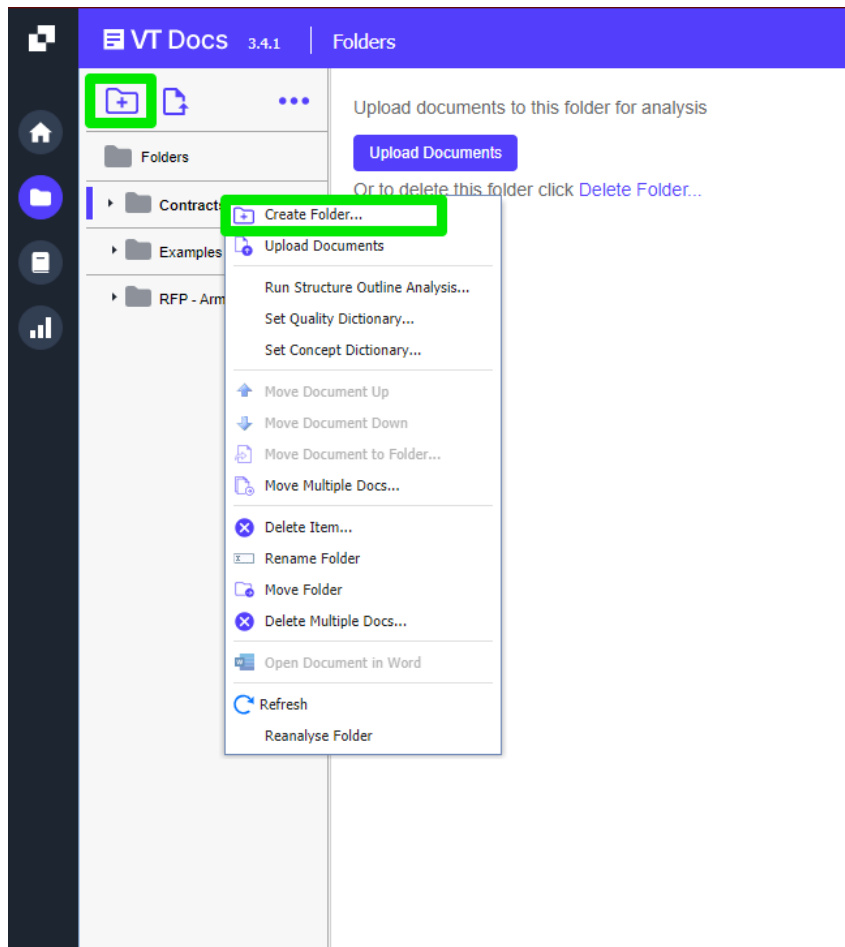 VT Docs 3.4.1 Folders
Upload documents to this folder for analysis
Upload Documents
Or to delete this folder click Delete Folder...
Folders
Contracts
Examples
RFP - Arm
Create Folder...
Upload Documents
Run Structure Outline Analysis...
Set Quality Dictionary...
Set Concept Dictionary...
Move Document Up
Move Document Down
Move Document to Folder...
Move Multiple Docs...
Delete Item...
Rename Folder
Move Folder
Delete Multiple Docs...
Open Document in Word
Refresh
Reanalyse Folder